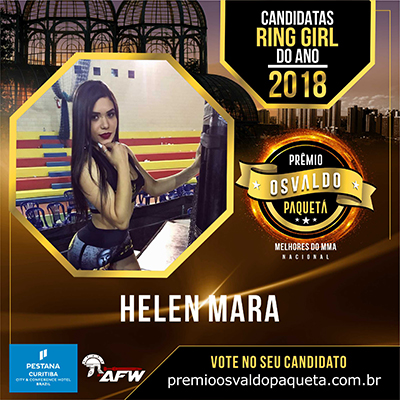 CANDIDATAS
RING GIRL
DO ANO
2018
PRÊMIO
OSVALDO
PAQUETÁ
MELHORES DO MMA
NACIONAL
HELEN MARA
PESTANA
CURITIBA
CITY & CONFERENCE HOTEL
BRASIL
AFW
VOTE NO SEU CANDIDATO
premioosvaldopaqueta.com.br